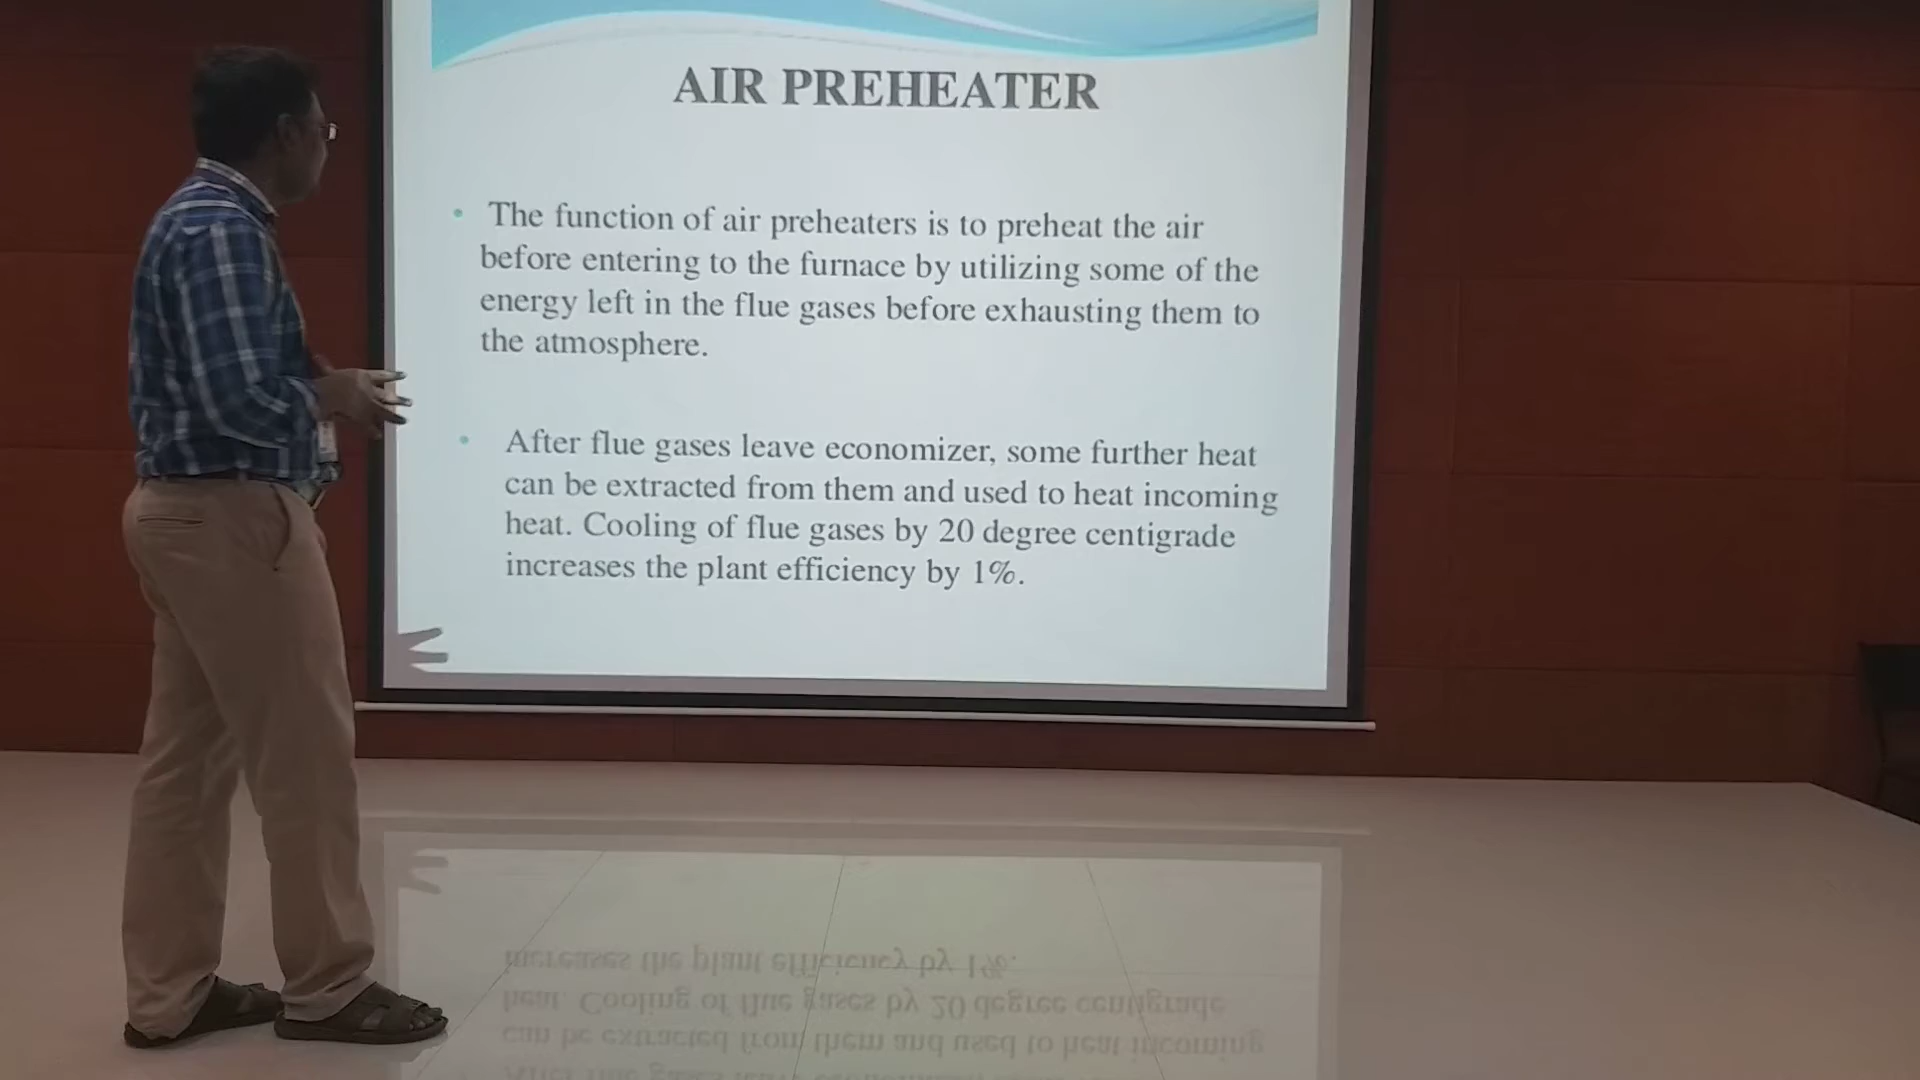 AIR PREHEATER
• The function of air preheaters is to preheat the air
before entering to the furnace by utilizing some of the
energy left in the flue gases before exhausting them to
the atmosphere.
• After flue gases leave economizer, some further heat
can be extracted from them and used to heat incoming
heat. Cooling of flue gases by 20 degree centigrade
increases the plant efficiency by 1%.